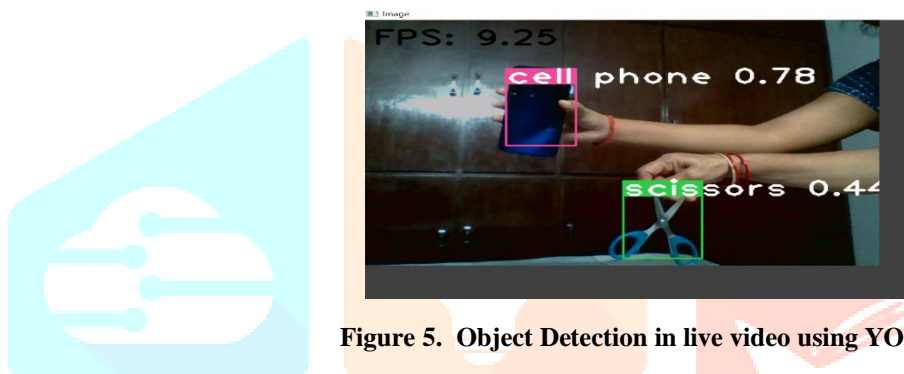 Image
FPS: 9.25
cell phone 0.78
scissors 0.44
Figure 5. Object Detection in live video using YO